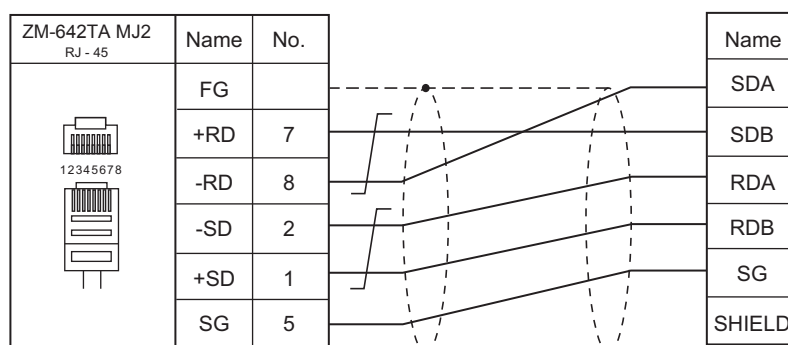 ZM-642TA MJ2 Name No. Name
RJ - 45
FG SDA
+RD 7 SDB
12345678
-RD 8 RDA
-SD 2 RDB
+SD 1 SG
SG 5 SHIELD